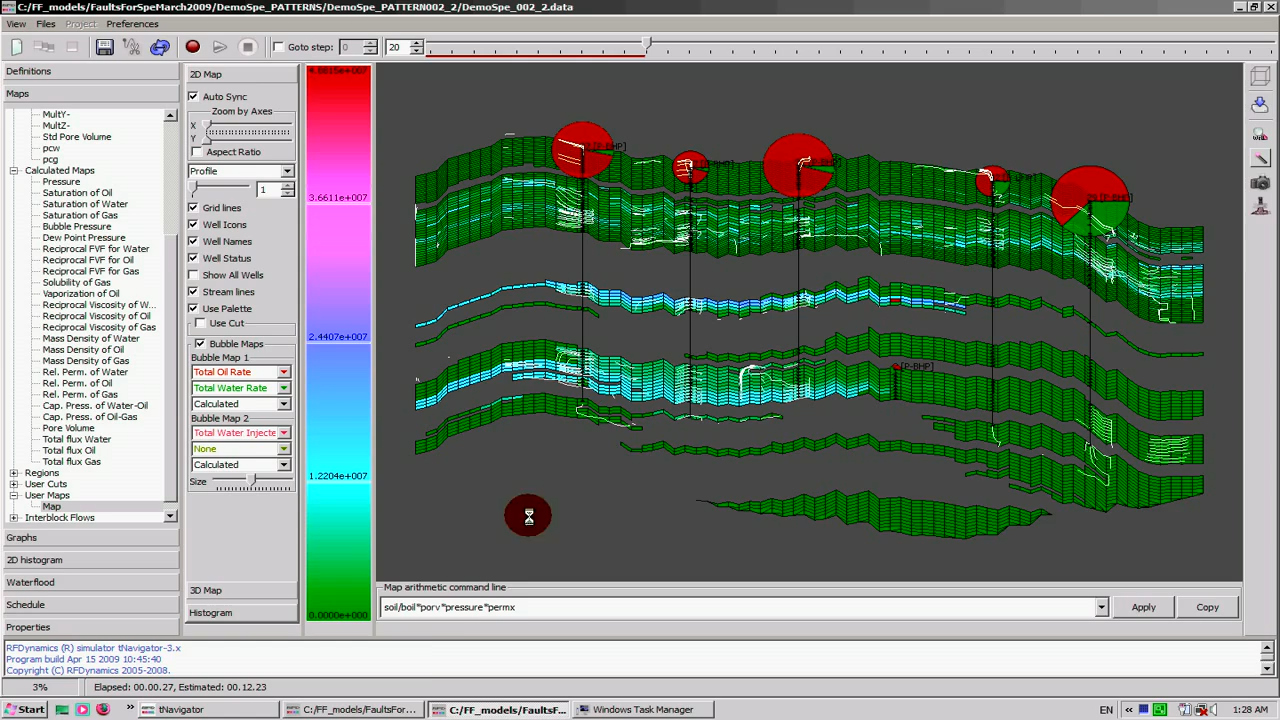 C:/FF_models/FaultsForSpeMarch2009/DemoSpe_PATTERNS/DemoSpe_PATTERN002_2/DemoSpe_002_2.data
View Files Project Preferences
Goto step: 0 20
Definitions
Maps
MultY-
MultZ-
Std Pore Volume
pcw
pcg
Calculated Maps
Pressure
Saturation of Oil
Saturation of Water
Saturation of Gas
Bubble Pressure
Dew Point Pressure
Reciprocal FVF for Water
Reciprocal FVF for Oil
Reciprocal FVF for Gas
Solubility of Gas
Vaporization of Oil
Reciprocal Viscosity of W...
Reciprocal Viscosity of Oil
Reciprocal Viscosity of Gas
Mass Density of Water
Mass Density of Oil
Mass Density of Gas
Rel. Perm. of Water
Rel. Perm. of Oil
Rel. Perm. of Gas
Cap. Press. of Water-Oil
Cap. Press. of Oil-Gas
Pore Volume
Total flux Water
Total flux Oil
Total flux Gas
Regions
User Cuts
User Maps
Map
Interblock Flows
Graphs
2D histogram
Waterflood
Schedule
Properties
2D Map
Auto Sync
Zoom by Axes
X
Y
Aspect Ratio
Profile
1
Grid lines
Well Icons
Well Names
Well Status
Show All Wells
Stream lines
Use Palette
Use Cut
Bubble Maps
Bubble Map 1
Total Oil Rate
Total Water Rate
Calculated
Bubble Map 2
Total Water Injecte
None
Calculated
Size
3D Map
Histogram
3.6611e+007
2.4407e+007
1.2204e+007
0.0000e+000
[P-RHP]
Map arithmetic command line
soil/boil*porv*pressure*permx
Apply Copy
RFDynamics (R) simulator tNavigator-3.x
Program build Apr 15 2009 10:45:40
Copyright (C) RFDynamics 2005-2008.
3% Elapsed: 00.00.27, Estimated: 00.12.23
Start » tNavigator C:/FF_models/FaultsFor... C:/FF_models/FaultsF... Windows Task Manager EN « 1:28 AM